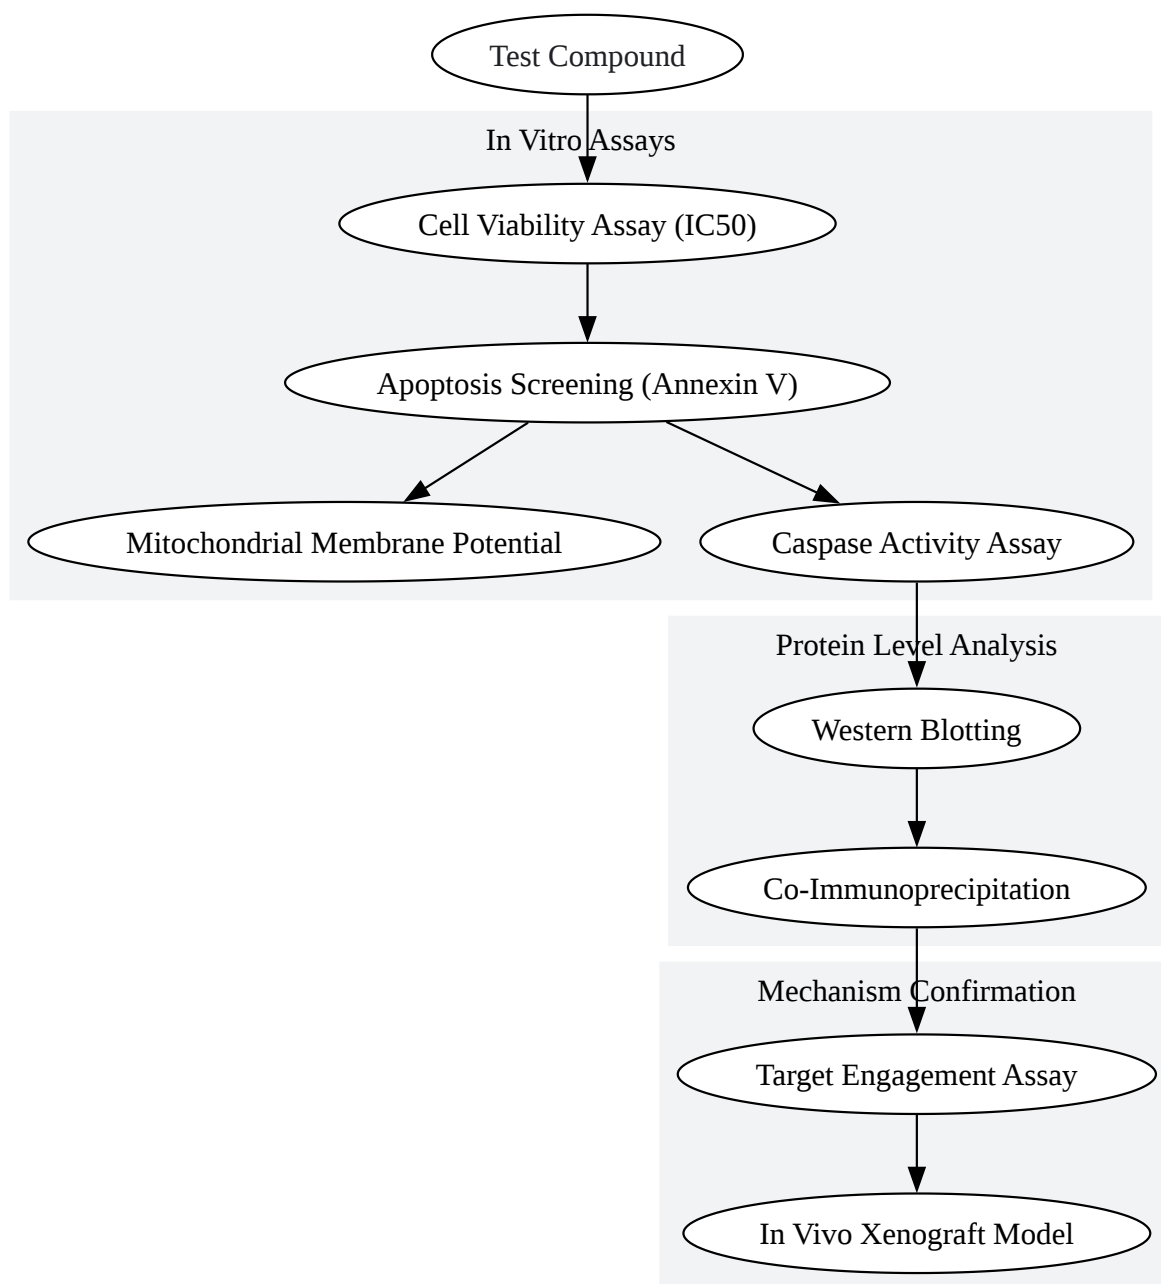 Test Compound
In Vitro Assays
Cell Viability Assay (IC50)
Apoptosis Screening (Annexin V)
Mitochondrial Membrane Potential
Caspase Activity Assay
Protein Level Analysis
Western Blotting
Co-Immunoprecipitation
Mechanism Confirmation
Target Engagement Assay
In Vivo Xenograft Model